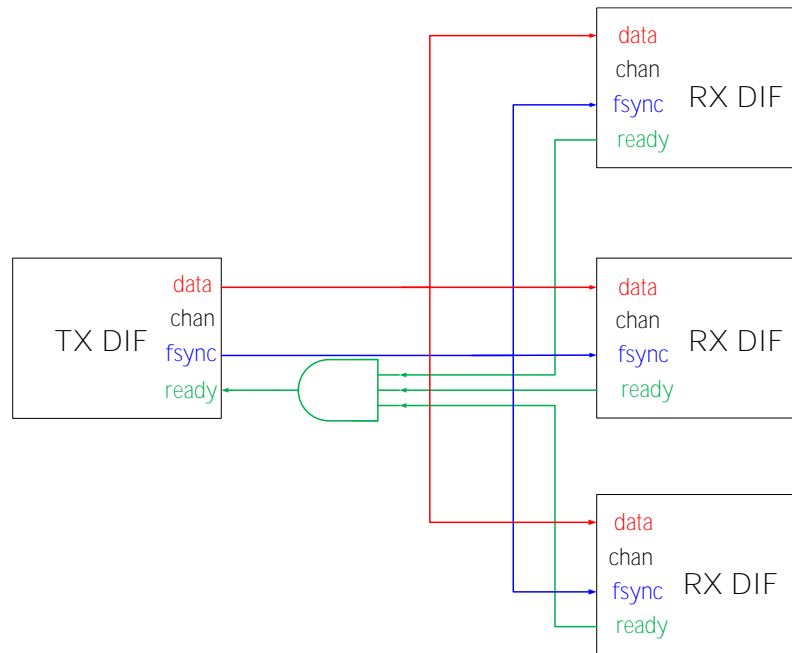 data
chan
fsync
ready
RX DIF
TX DIF
data
chan
fsync
ready
data
chan
fsync
ready
RX DIF
data
chan
fsync
ready
RX DIF